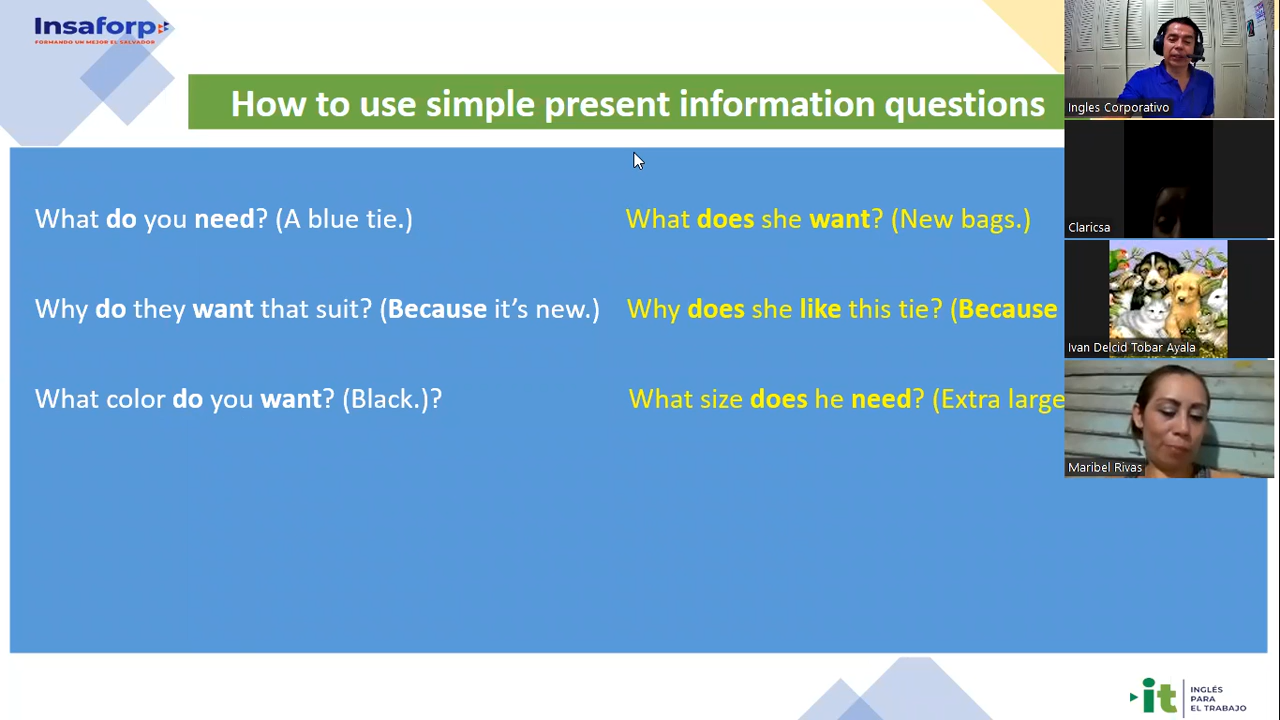 Insaforp
FORMANDO UN MEJOR EL SALVADOR
How to use simple present information questions
What do you need? (A blue tie.)
What does she want? (New bags.)
Why do they want that suit? (Because it's new.)
Why does she like this tie? (Because
What color do you want? (Black.)?
What size does he need? (Extra large
Ingles Corporativo
Claricsa
Ivan Delcid Tobar Ayala
Maribel Rivas
it
INGLÉS
PARA
EL TRABAJO